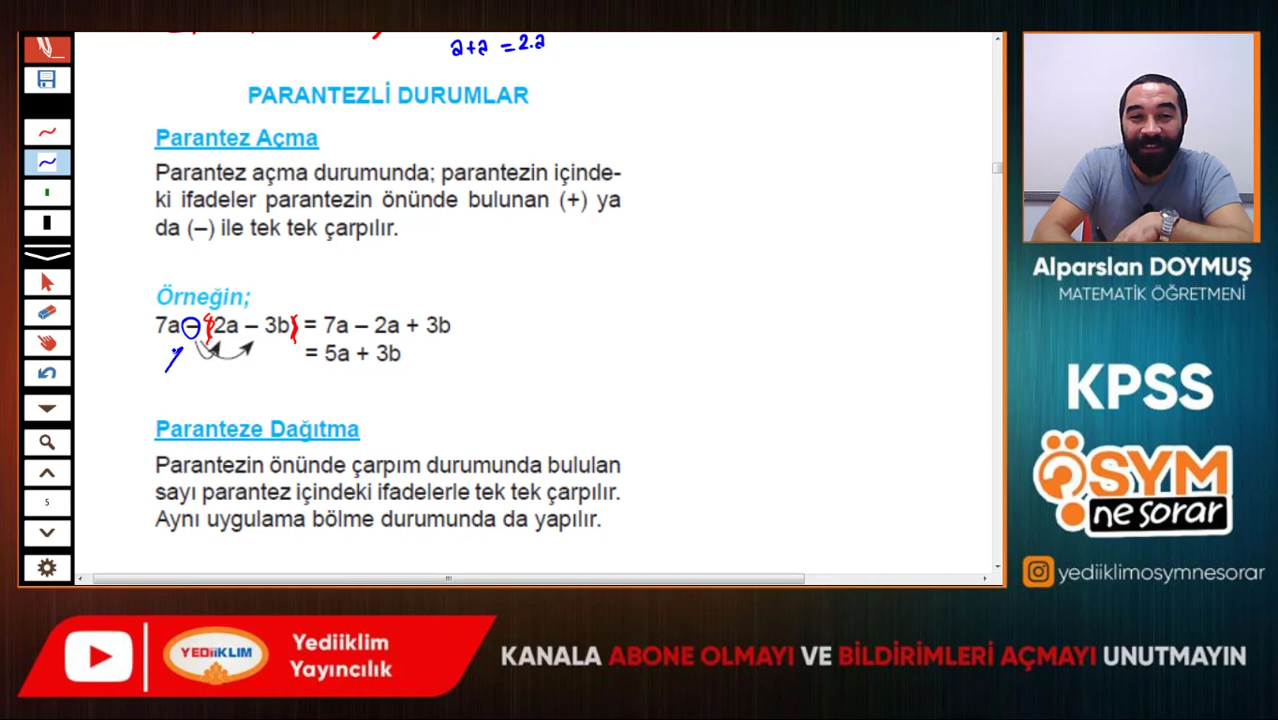 a+a = 2.a
PARANTEZLİ DURUMLAR
Parantez Açma
Parantez açma durumunda; parantezin içinde-
ki ifadeler parantezin önünde bulunan (+) ya
da (–) ile tek tek çarpılır.
Örneğin;
7a – (2a – 3b) = 7a – 2a + 3b
= 5a + 3b
Paranteze Dağıtma
Parantezin önünde çarpım durumunda bululan
sayı parantez içindeki ifadelerle tek tek çarpılır.
Aynı uygulama bölme durumunda da yapılır.
5
Alparslan DOYMUŞ
MATEMATİK ÖĞRETMENİ
KPSS
ÖSYM
ne sorar
yediiklimosymnesorar
YEDİİKLİM
Yediiklim
Yayıncılık
KANALA ABONE OLMAYI VE BİLDİRİMLERİ AÇMAYI UNUTMAYIN